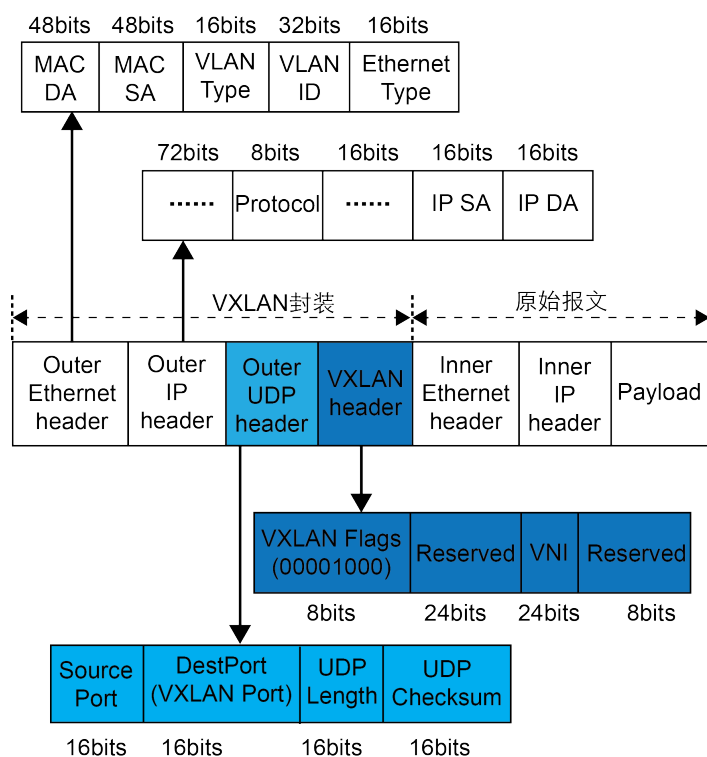 48bits 48bits 16bits 32bits 16bits
MAC DA
MAC SA
VLAN Type
VLAN ID
Ethernet Type
72bits 8bits 16bits 16bits 16bits
······ Protocol ······ IP SA IP DA
VXLAN封装
原始报文
Outer
Ethernet
header
Outer
IP
header
Outer
UDP
header
VXLAN
header
Inner
Ethernet
header
Inner
IP
header
Payload
VXLAN Flags
(00001000)
Reserved
VNI
Reserved
8bits 24bits 24bits 8bits
Source
Port
DestPort
(VXLAN Port)
UDP
Length
UDP
Checksum
16bits 16bits 16bits 16bits